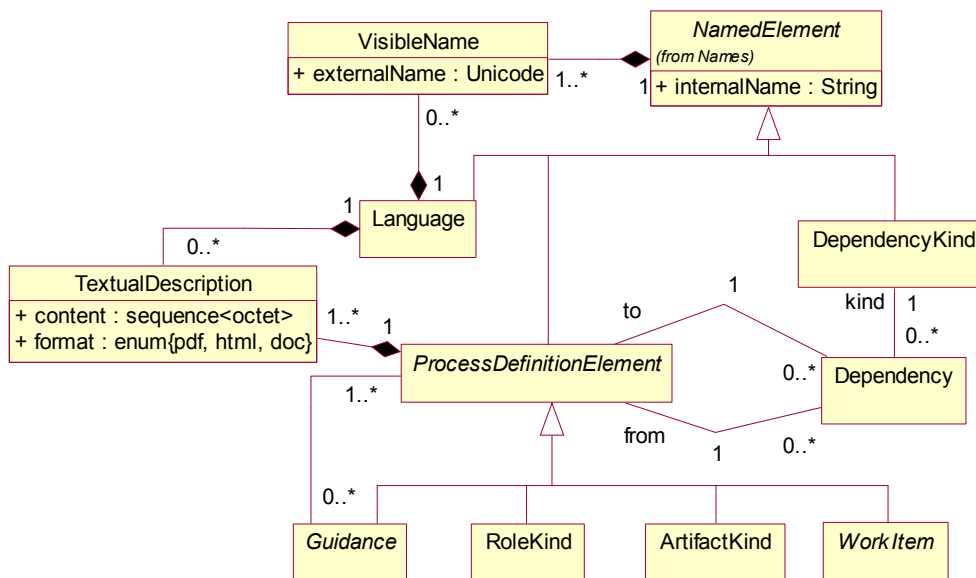 VisibleName
+ externalName : Unicode
NamedElement
(from Names)
+ internalName : String
1..*
1
0..*
1
Language
1
0..*
DependencyKind
TextualDescription
+ content : sequence<octet>
+ format : enum{pdf, html, doc}
1..*
1
kind
1
0..*
to
1
0..*
ProcessDefinitionElement
Dependency
1..*
from
1
0..*
0..*
Guidance
RoleKind
ArtifactKind
WorkItem